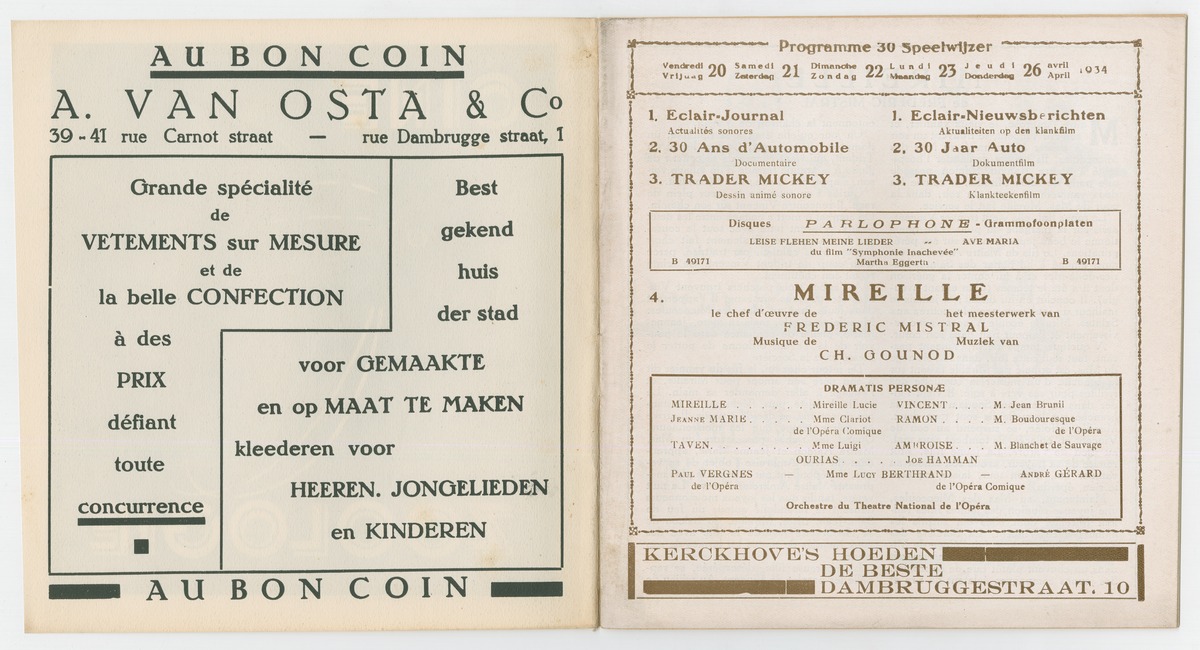 AU BON COIN
A. VAN OSTA & Co
39-41 rue Carnot straat — rue Dambrugge straat, 1
Grande spécialité
de
VETEMENTS sur MESURE
et de
la belle CONFECTION
à des
PRIX
défiant
toute
concurrence
Best
gekend
huis
der stad
voor GEMAAKTE
en op MAAT TE MAKEN
kleederen voor
HEEREN. JONGELIEDEN
en KINDEREN
AU BON COIN
Programme 30 Speelwijzer
Vendredi Vrijdag 20 Samedi Zaterdag 21 Dimanche Zondag 22 Lundi Maandag 23 Jeudi Donderdag 26 avril April 1934
1. Eclair-Journal
Actualités sonores
2. 30 Ans d'Automobile
Documentaire
3. TRADER MICKEY
Dessin animé sonore
1. Eclair-Nieuwsberichten
Aktualiteiten op den klankfilm
2. 30 Jaar Auto
Dokumentfilm
3. TRADER MICKEY
Klankteekenfilm
Disques PARLOPHONE - Grammofoonplaten
LEISE FLEHEN MEINE LIEDER -- AVE MARIA
du film "Symphonie Inachevée"
B 49171 Martha Eggerth B 49171
4. MIREILLE
le chef d'œuvre de het meesterwerk van
FREDERIC MISTRAL
Musique de Muziek van
CH. GOUNOD
DRAMATIS PERSONÆ
MIREILLE . . . . . . Mireille Lucie VINCENT . . . . M. Jean Brunil
JEANNE MARIE . . . . . Mme Clariot RAMON . . . . M. Boudouresque
de l'Opéra Comique de l'Opéra
TAVEN. . . . . . . Mme Luigi AMBROISE . . . M. Blanchet de Sauvage
OURIAS . . . . JOE HAMMAN
PAUL VERGNES — Mme LUCY BERTHRAND — ANDRÉ GÉRARD
de l'Opéra de l'Opéra Comique
Orchestre du Theatre National de l'Opéra
KERCKHOVE'S HOEDEN
DE BESTE
DAMBRUGGESTRAAT. 10